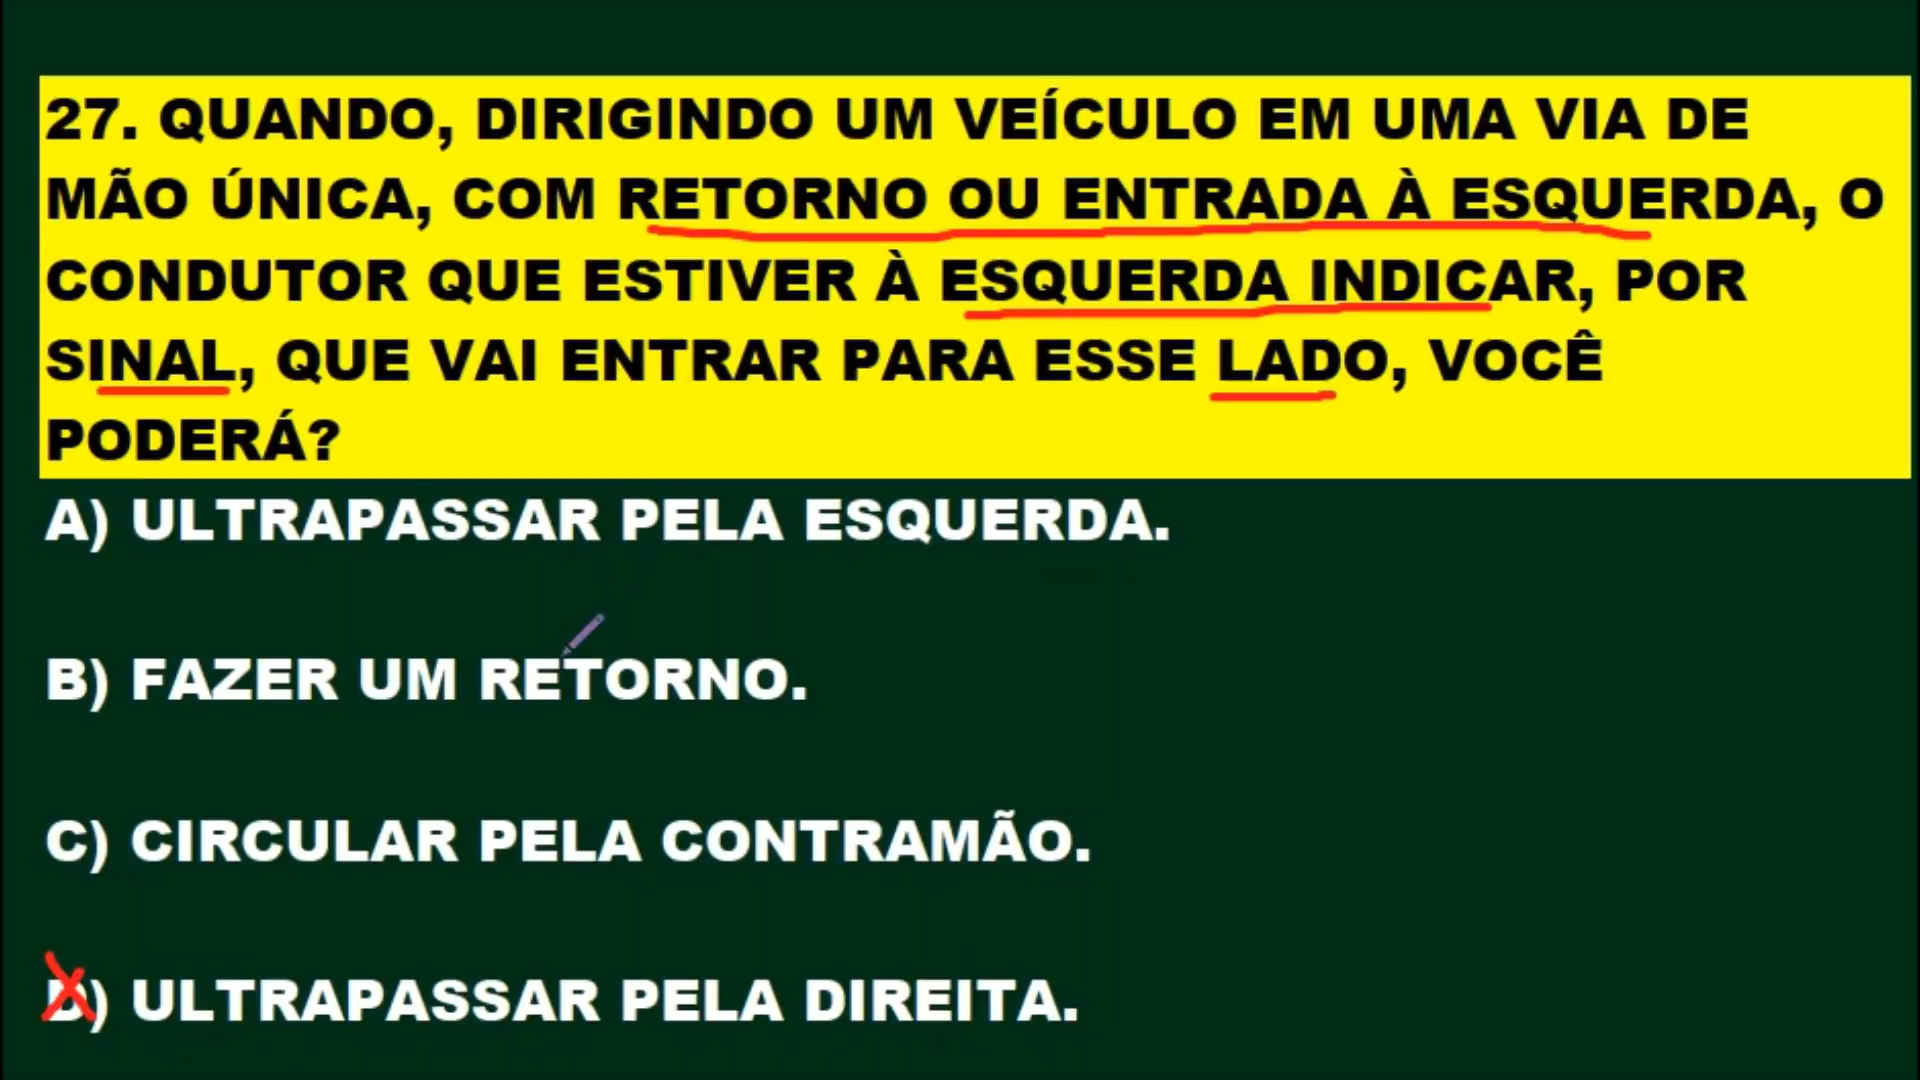 27. QUANDO, DIRIGINDO UM VEÍCULO EM UMA VIA DE
MÃO ÚNICA, COM RETORNO OU ENTRADA À ESQUERDA, O
CONDUTOR QUE ESTIVER À ESQUERDA INDICAR, POR
SINAL, QUE VAI ENTRAR PARA ESSE LADO, VOCÊ
PODERÁ?
A) ULTRAPASSAR PELA ESQUERDA.
B) FAZER UM RETORNO.
C) CIRCULAR PELA CONTRAMÃO.
D) ULTRAPASSAR PELA DIREITA.